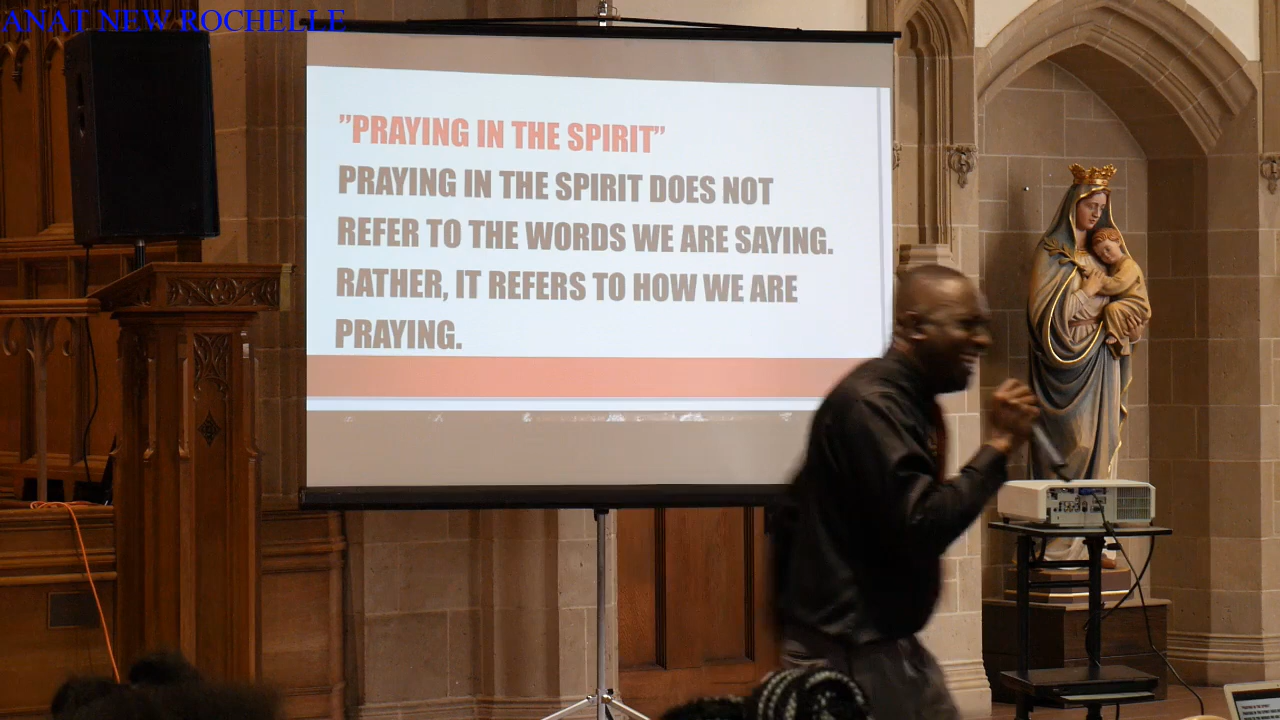 ANAT NEW ROCHELLE
"PRAYING IN THE SPIRIT"
PRAYING IN THE SPIRIT DOES NOT
REFER TO THE WORDS WE ARE SAYING.
RATHER, IT REFERS TO HOW WE ARE
PRAYING.